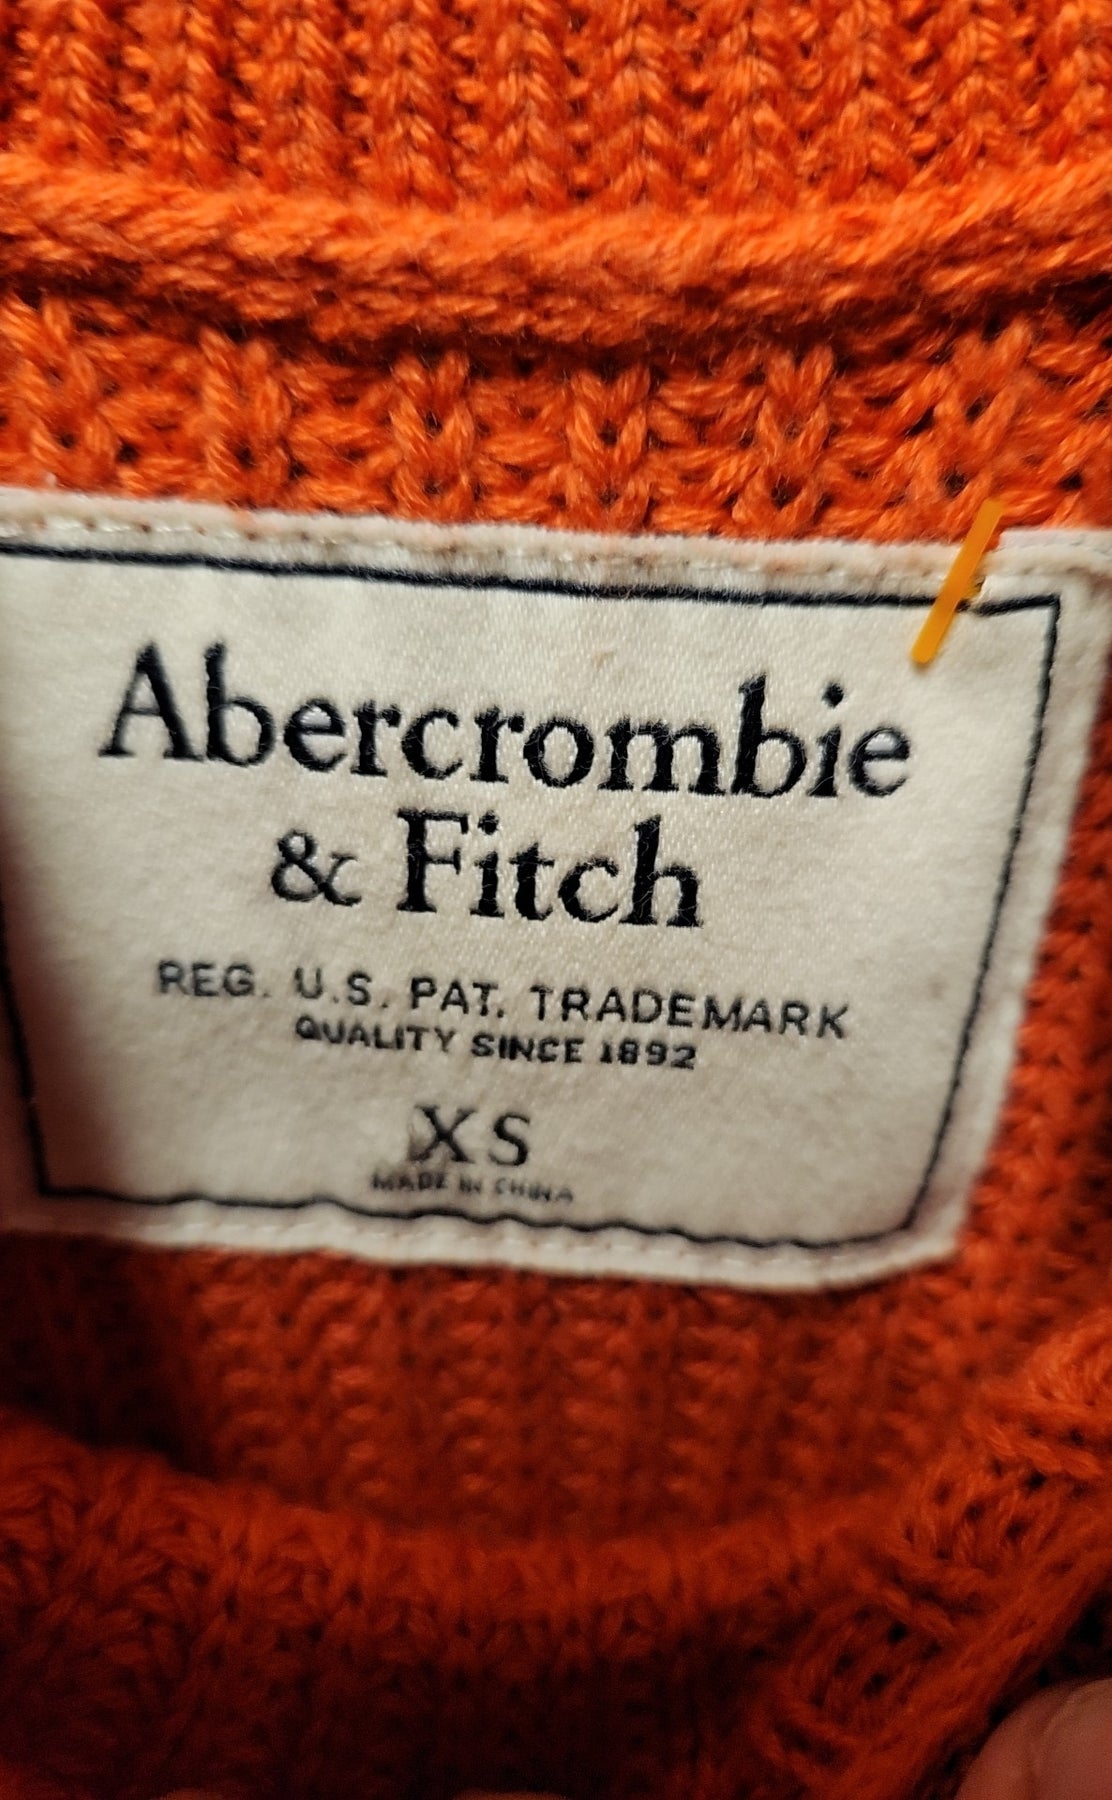 Abercrombie
& Fitch
REG. U.S. PAT. TRADEMARK
QUALITY SINCE 1892
XS
MADE IN CHINA